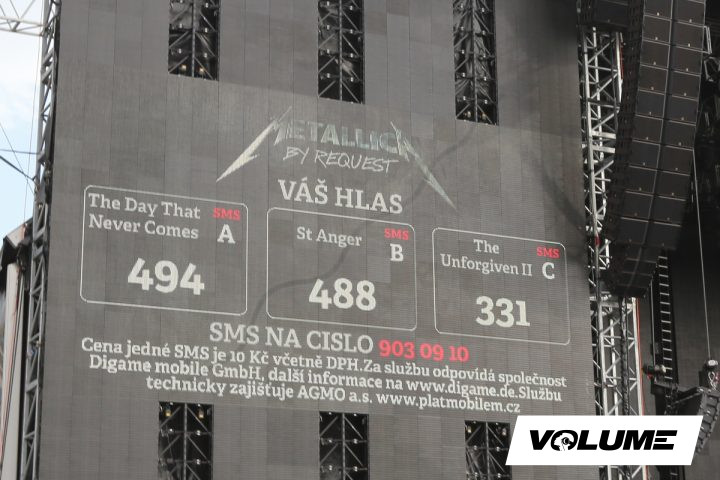 METALLICA
BY REQUEST
VÁŠ HLAS
The Day That
Never Comes
SMS
A
494
St Anger
SMS
B
488
The
Unforgiven II
SMS
C
331
SMS NA CISLO 903 09 10
Cena jedné SMS je 10 Kč včetně DPH.Za službu odpovídá společnost
Digame mobile GmbH, další informace na www.digame.de.Službu
technicky zajišťuje AGMO a.s. www.platmobilem.cz
VOLUME